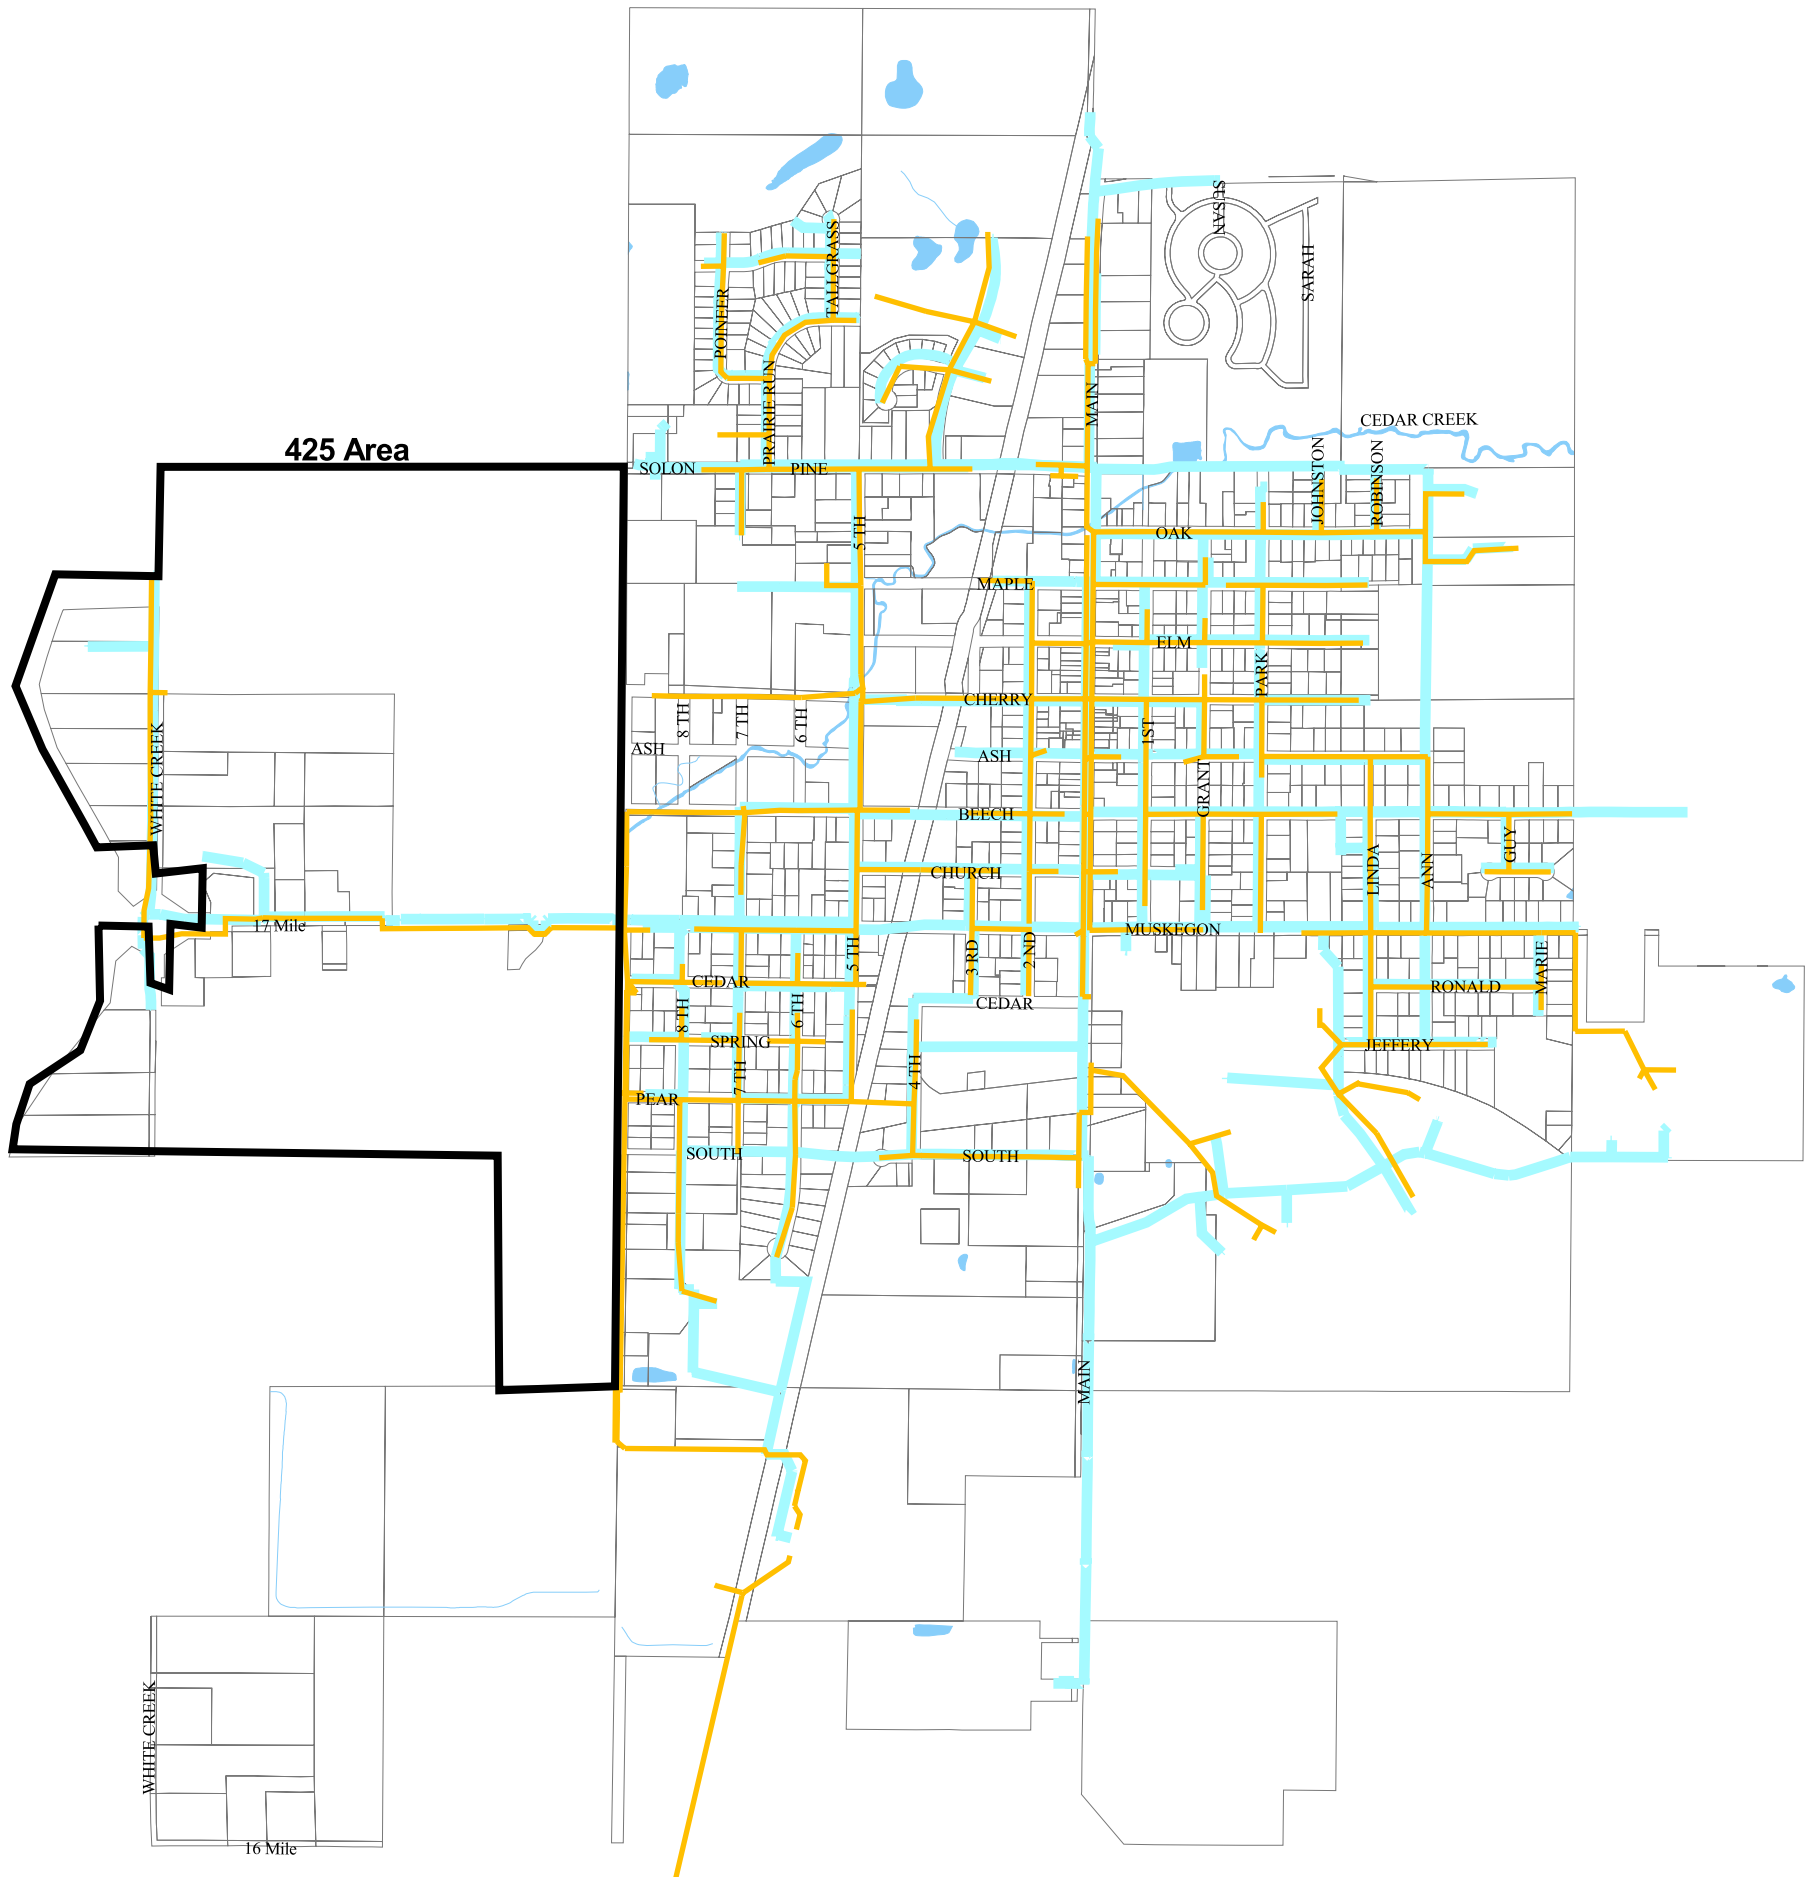 SUSAN
TALLGRASS
SARAH
POINEER
425 Area
PRAIRIE RUN
MAIN
CEDAR CREEK
SOLON
PINE
JOHNSTON
ROBINSON
5 TH
OAK
MAPLE
ELM
PARK
CHERRY
8 TH
7 TH
6 TH
1ST
ASH
ASH
WHITE CREEK
GRANT
BEECH
GUY
CHURCH
LINDA
ANN
17 Mile
MUSKEGON
5 TH
3 RD
2 ND
MARIE
CEDAR
RONALD
CEDAR
8 TH
6 TH
SPRING
JEFFERY
7 TH
4 TH
PEAR
SOUTH
SOUTH
MAIN
WHITE CREEK
16 Mile